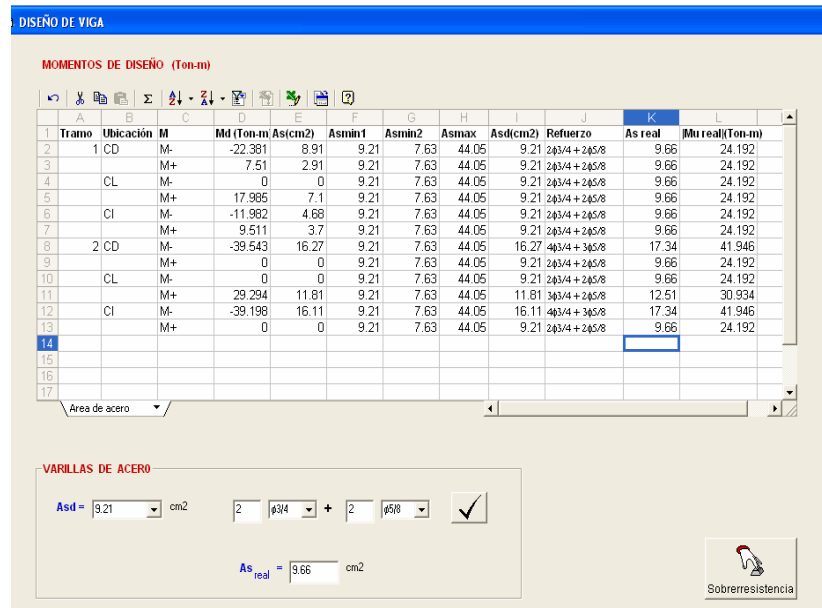 DISEÑO DE VIGA
MOMENTOS DE DISEÑO (Ton-m)
A B C D E F G H I J K L
1 Tramo Ubicación M Md (Ton-m As(cm2) Asmin1 Asmin2 Asmax Asd(cm2) Refuerzo As real |Mu real|(Ton-m)
2 1 CD M- -22.381 8.91 9.21 7.63 44.05 9.21 2ϕ3/4 + 2ϕ5/8 9.66 24.192
3 M+ 7.51 2.91 9.21 7.63 44.05 9.21 2ϕ3/4 + 2ϕ5/8 9.66 24.192
4 CL M- 0 0 9.21 7.63 44.05 9.21 2ϕ3/4 + 2ϕ5/8 9.66 24.192
5 M+ 17.985 7.1 9.21 7.63 44.05 9.21 2ϕ3/4 + 2ϕ5/8 9.66 24.192
6 CI M- -11.982 4.68 9.21 7.63 44.05 9.21 2ϕ3/4 + 2ϕ5/8 9.66 24.192
7 M+ 9.511 3.7 9.21 7.63 44.05 9.21 2ϕ3/4 + 2ϕ5/8 9.66 24.192
8 2 CD M- -39.543 16.27 9.21 7.63 44.05 16.27 4ϕ3/4 + 3ϕ5/8 17.34 41.946
9 M+ 0 0 9.21 7.63 44.05 9.21 2ϕ3/4 + 2ϕ5/8 9.66 24.192
10 CL M- 0 0 9.21 7.63 44.05 9.21 2ϕ3/4 + 2ϕ5/8 9.66 24.192
11 M+ 29.294 11.81 9.21 7.63 44.05 11.81 3ϕ3/4 + 2ϕ5/8 12.51 30.934
12 CI M- -39.198 16.11 9.21 7.63 44.05 16.11 4ϕ3/4 + 3ϕ5/8 17.34 41.946
13 M+ 0 0 9.21 7.63 44.05 9.21 2ϕ3/4 + 2ϕ5/8 9.66 24.192
14
15
16
17
Area de acero
VARILLAS DE ACERO
Asd = 9.21 cm2 2 ϕ3/4 + 2 ϕ5/8
As real = 9.66 cm2
Sobrerresistencia